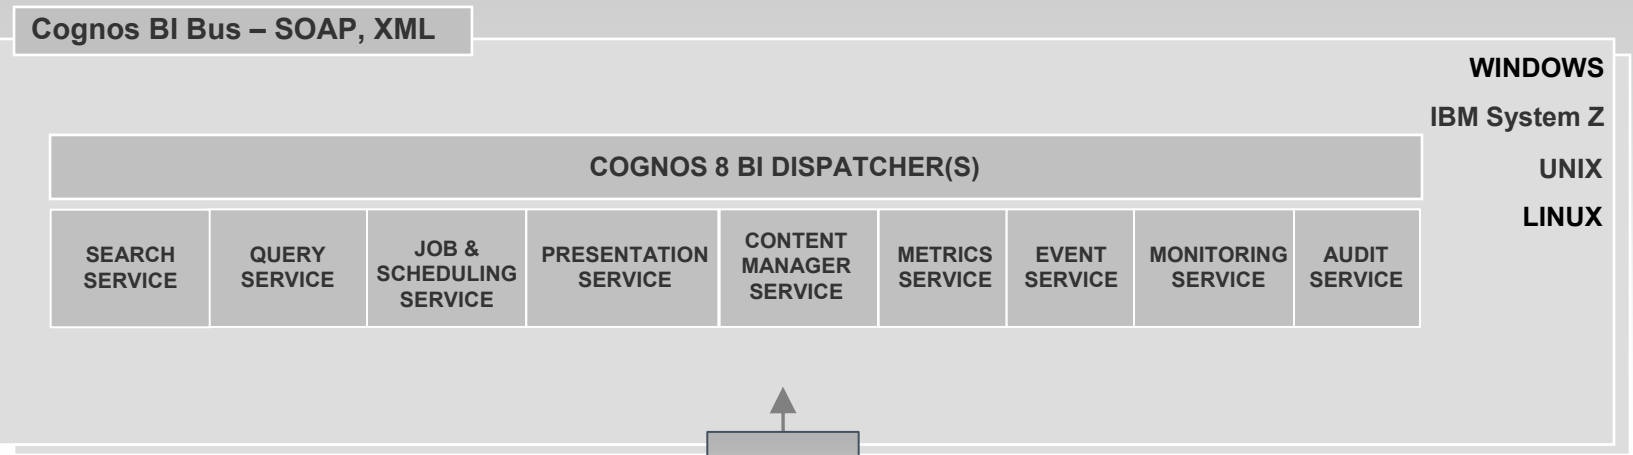 Cognos BI Bus – SOAP, XML
WINDOWS
IBM System Z
COGNOS 8 BI DISPATCHER(S)
UNIX
LINUX
SEARCH
SERVICE
QUERY
SERVICE
JOB &
SCHEDULING
SERVICE
PRESENTATION
SERVICE
CONTENT
MANAGER
SERVICE
METRICS
SERVICE
EVENT
SERVICE
MONITORING
SERVICE
AUDIT
SERVICE